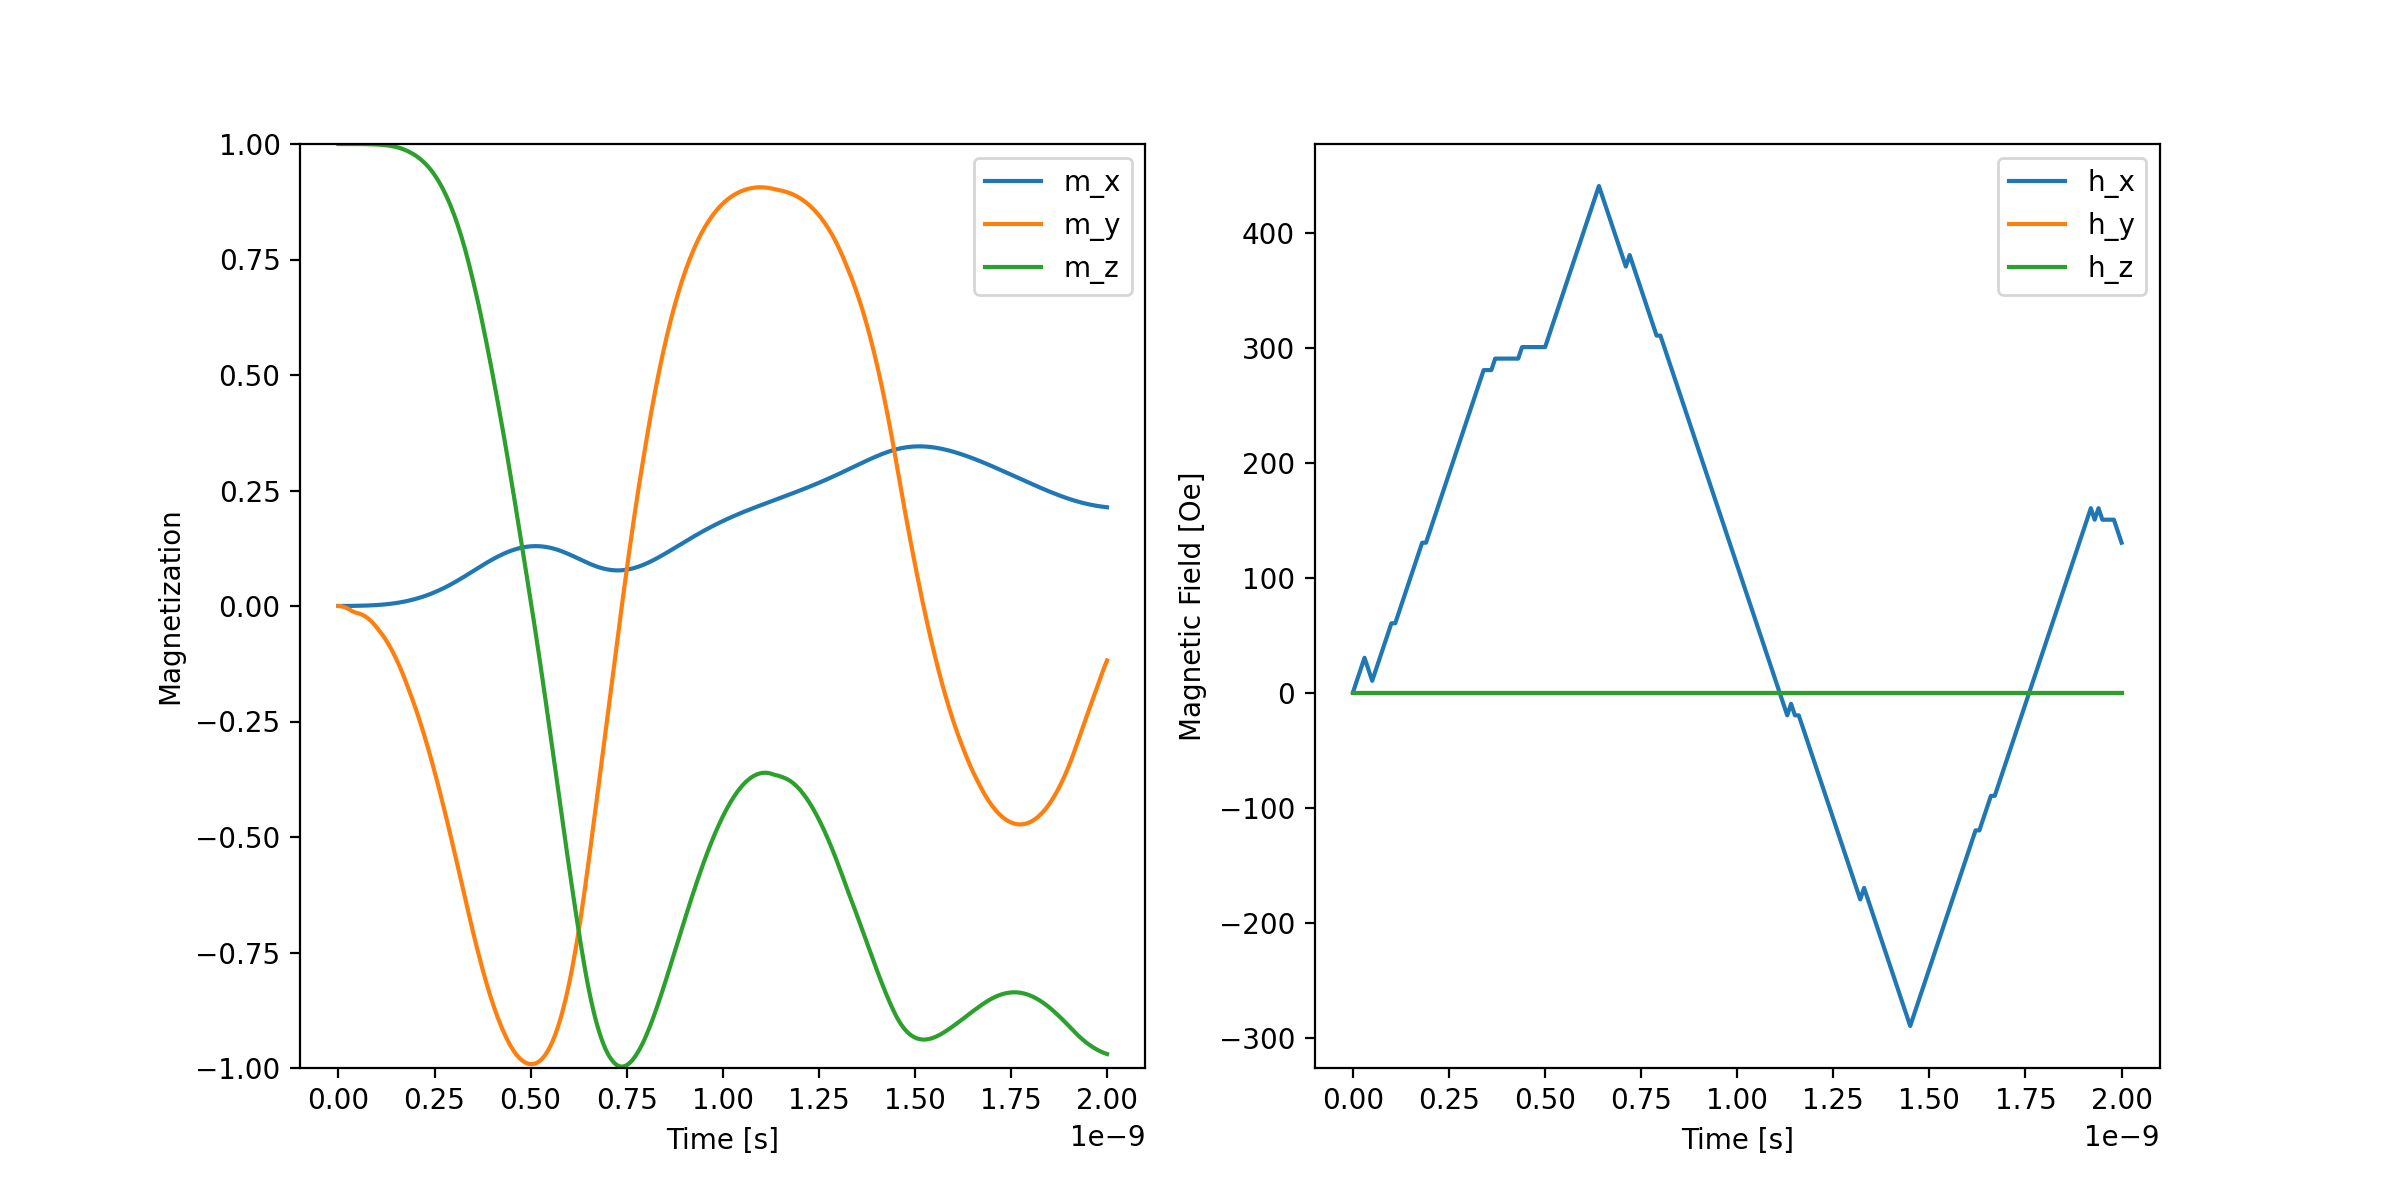 1.00
0.75
0.50
0.25
0.00
−0.25
−0.50
−0.75
−1.00
Magnetization
m_x
m_y
m_z
0.00 0.25 0.50 0.75 1.00 1.25 1.50 1.75 2.00
Time [s]
1e−9
400
300
200
100
0
−100
−200
−300
Magnetic Field [Oe]
h_x
h_y
h_z
0.00 0.25 0.50 0.75 1.00 1.25 1.50 1.75 2.00
Time [s]
1e−9